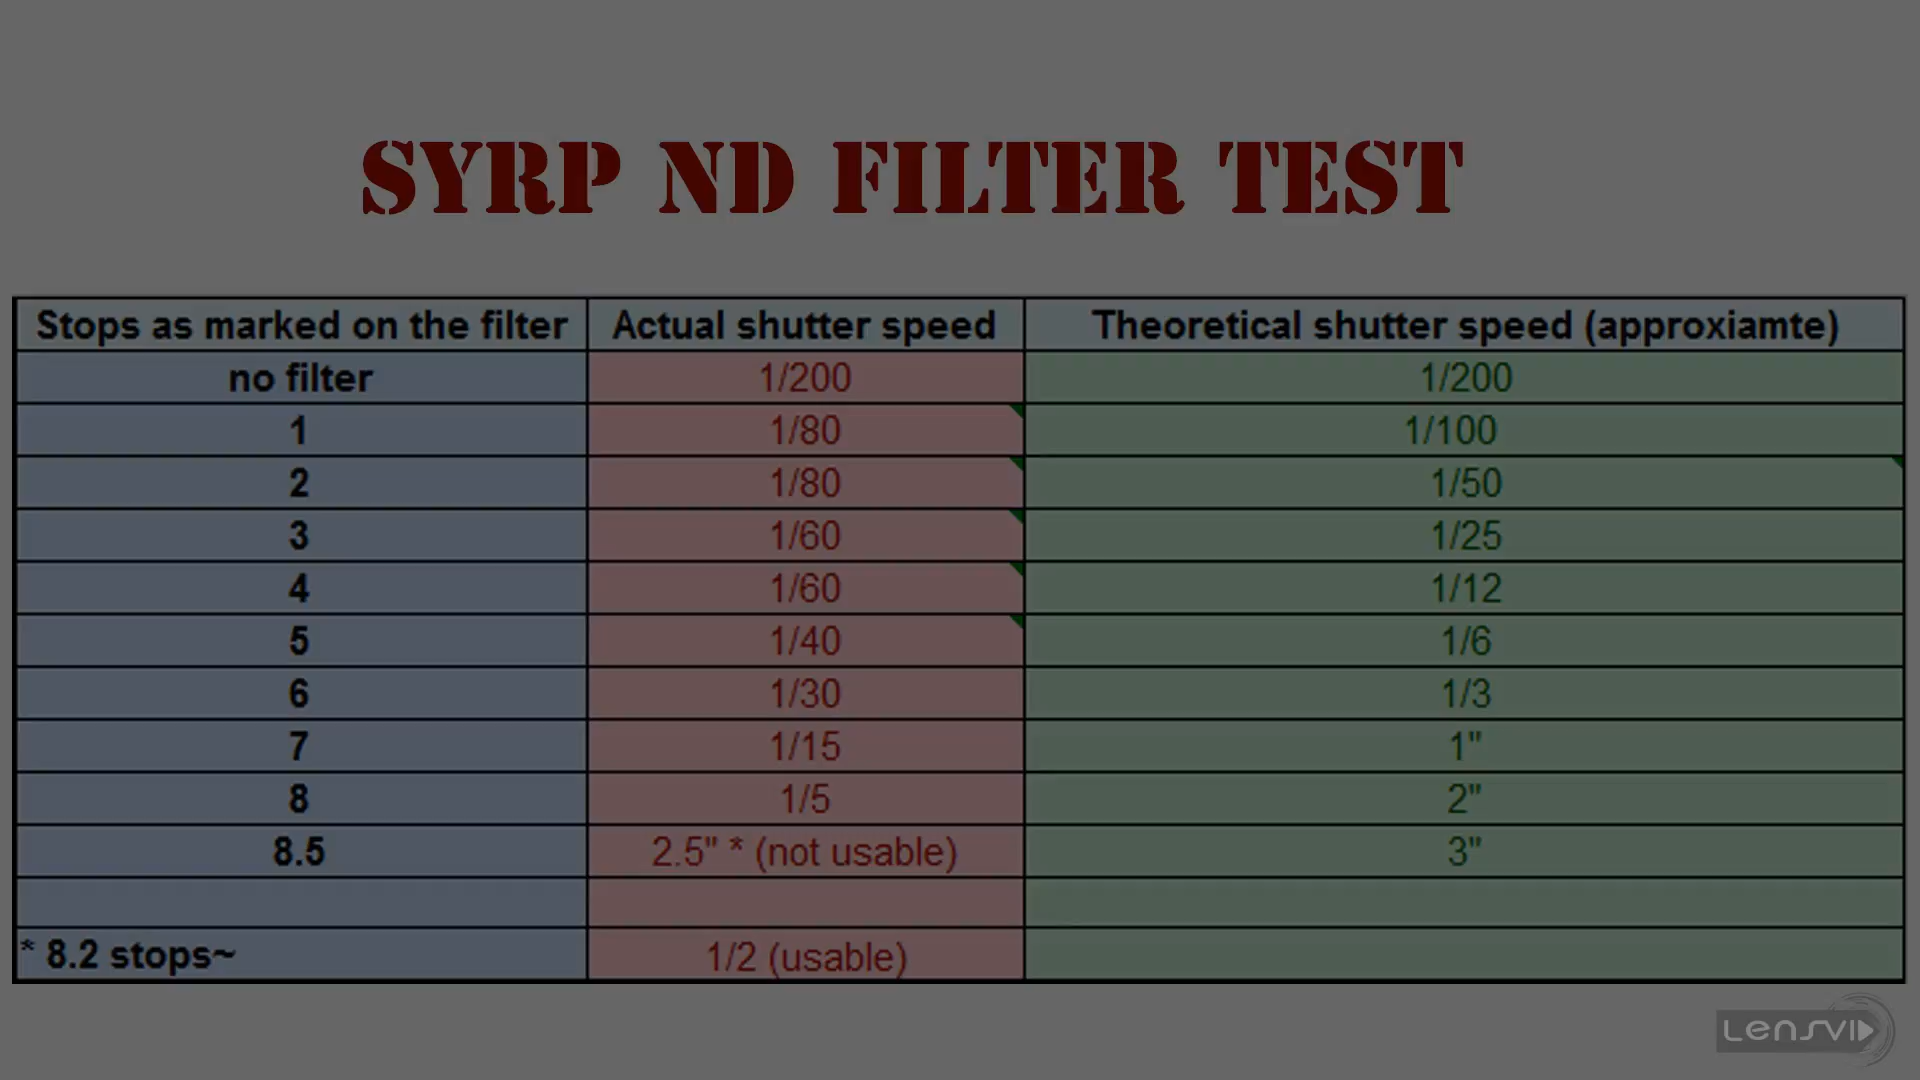 SYRP ND FILTER TEST
Stops as marked on the filter Actual shutter speed Theoretical shutter speed (approxiamte)
no filter 1/200 1/200
1 1/80 1/100
2 1/80 1/50
3 1/60 1/25
4 1/60 1/12
5 1/40 1/6
6 1/30 1/3
7 1/15 1"
8 1/5 2"
8.5 2.5" * (not usable) 3"
* 8.2 stops~ 1/2 (usable)
LENSVID